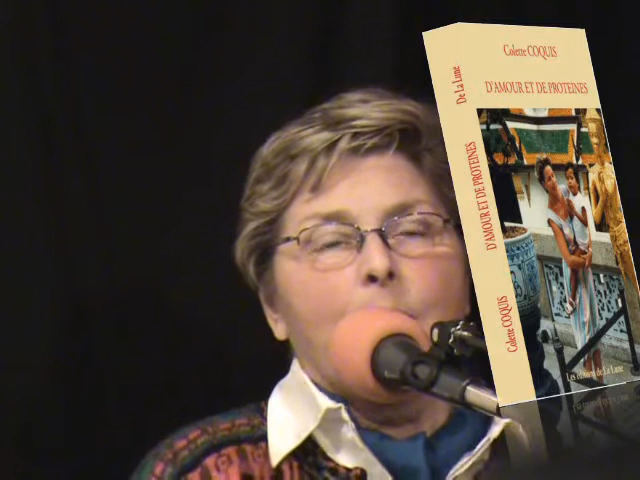 Colette COQUIS
D'AMOUR ET DE PROTEINES
Les éditions de La Lune
De La Lune
D'AMOUR ET DE PROTEINES
Colette COQUIS